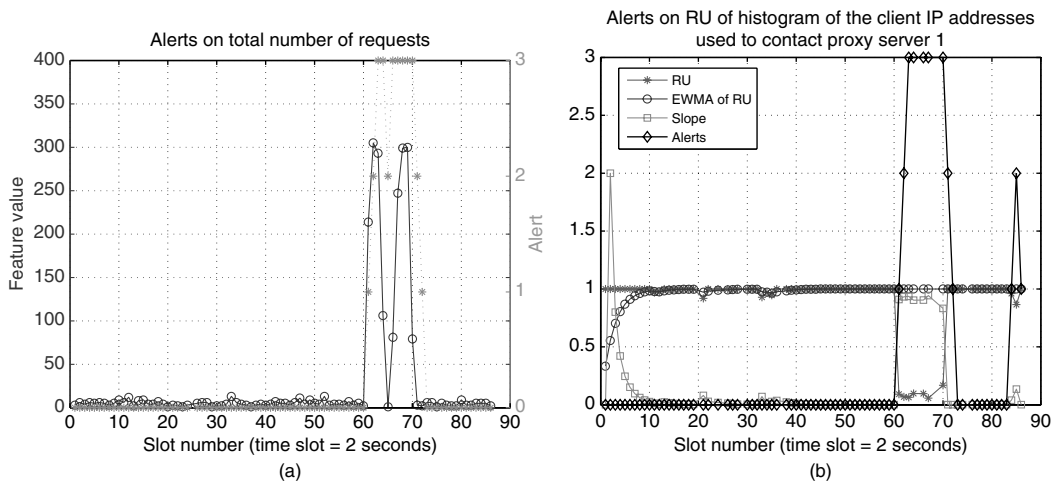 Alerts on total number of requests
400
350
300
250
200
150
100
50
0
Feature value
3
2
1
0
Alert
0 10 20 30 40 50 60 70 80 90
Slot number (time slot = 2 seconds)
(a)
Alerts on RU of histogram of the client IP addresses
used to contact proxy server 1
3
2.5
2
1.5
1
0.5
0
RU
EWMA of RU
Slope
Alerts
0 10 20 30 40 50 60 70 80 90
Slot number (time slot = 2 seconds)
(b)